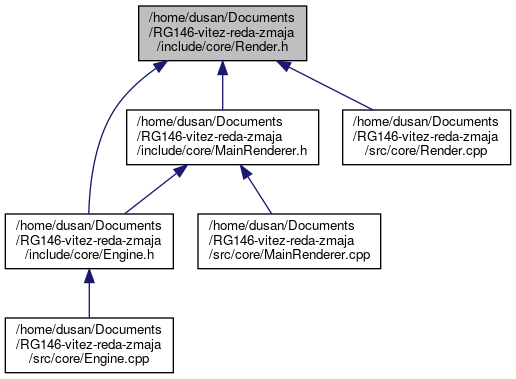 /home/dusan/Documents
/RG146-vitez-reda-zmaja
/include/core/Render.h
/home/dusan/Documents
/RG146-vitez-reda-zmaja
/include/core/MainRenderer.h
/home/dusan/Documents
/RG146-vitez-reda-zmaja
/src/core/Render.cpp
/home/dusan/Documents
/RG146-vitez-reda-zmaja
/include/core/Engine.h
/home/dusan/Documents
/RG146-vitez-reda-zmaja
/src/core/MainRenderer.cpp
/home/dusan/Documents
/RG146-vitez-reda-zmaja
/src/core/Engine.cpp